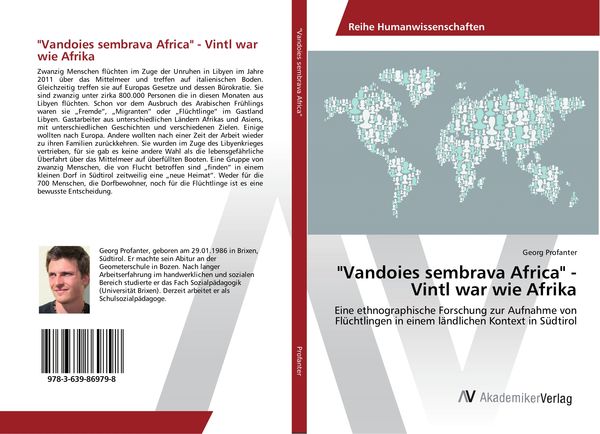 "Vandoies sembrava Africa" - Vintl war
wie Afrika
Zwanzig Menschen flüchten im Zuge der Unruhen in Libyen im Jahre
2011 über das Mittelmeer und treffen auf italienischen Boden.
Gleichzeitig treffen sie auf Europas Gesetze und dessen Bürokratie. Sie
sind zwanzig unter zirka 800.000 Personen die in diesen Monaten aus
Libyen flüchten. Schon vor dem Ausbruch des Arabischen Frühlings
waren sie „Fremde“, „Migranten“ oder „Flüchtlinge“ im Gastland
Libyen. Gastarbeiter aus unterschiedlichen Ländern Afrikas und Asiens,
mit unterschiedlichen Geschichten und verschiedenen Zielen. Einige
wollten nach Europa. Andere wollten nach einer Zeit der Arbeit wieder
zu ihren Familien zurückkehren. Sie wurden im Zuge des Libyenkrieges
vertrieben, für sie gab es keine andere Wahl als die lebensgefährliche
Überfahrt über das Mittelmeer auf überfüllten Booten. Eine Gruppe von
zwanzig Menschen, die von Flucht betroffen sind „finden“ in einem
kleinen Dorf in Südtirol zeitweilig eine „neue Heimat“. Weder für die
700 Menschen, die Dorfbewohner, noch für die Flüchtlinge ist es eine
bewusste Entscheidung.
Georg Profanter, geboren am 29.01.1986 in Brixen,
Südtirol. Er machte sein Abitur an der
Geometerschule in Bozen. Nach langer
Arbeitserfahrung im handwerklichen und sozialen
Bereich studierte er das Fach Sozialpädagogik
(Universität Brixen). Derzeit arbeitet er als
Schulsozialpädagoge.
978-3-639-86979-8
"Vandoies sembrava Africa"
Profanter
Reihe Humanwissenschaften
Georg Profanter
"Vandoies sembrava Africa" -
Vintl war wie Afrika
Eine ethnographische Forschung zur Aufnahme von
Flüchtlingen in einem ländlichen Kontext in Südtirol
AV AkademikerVerlag